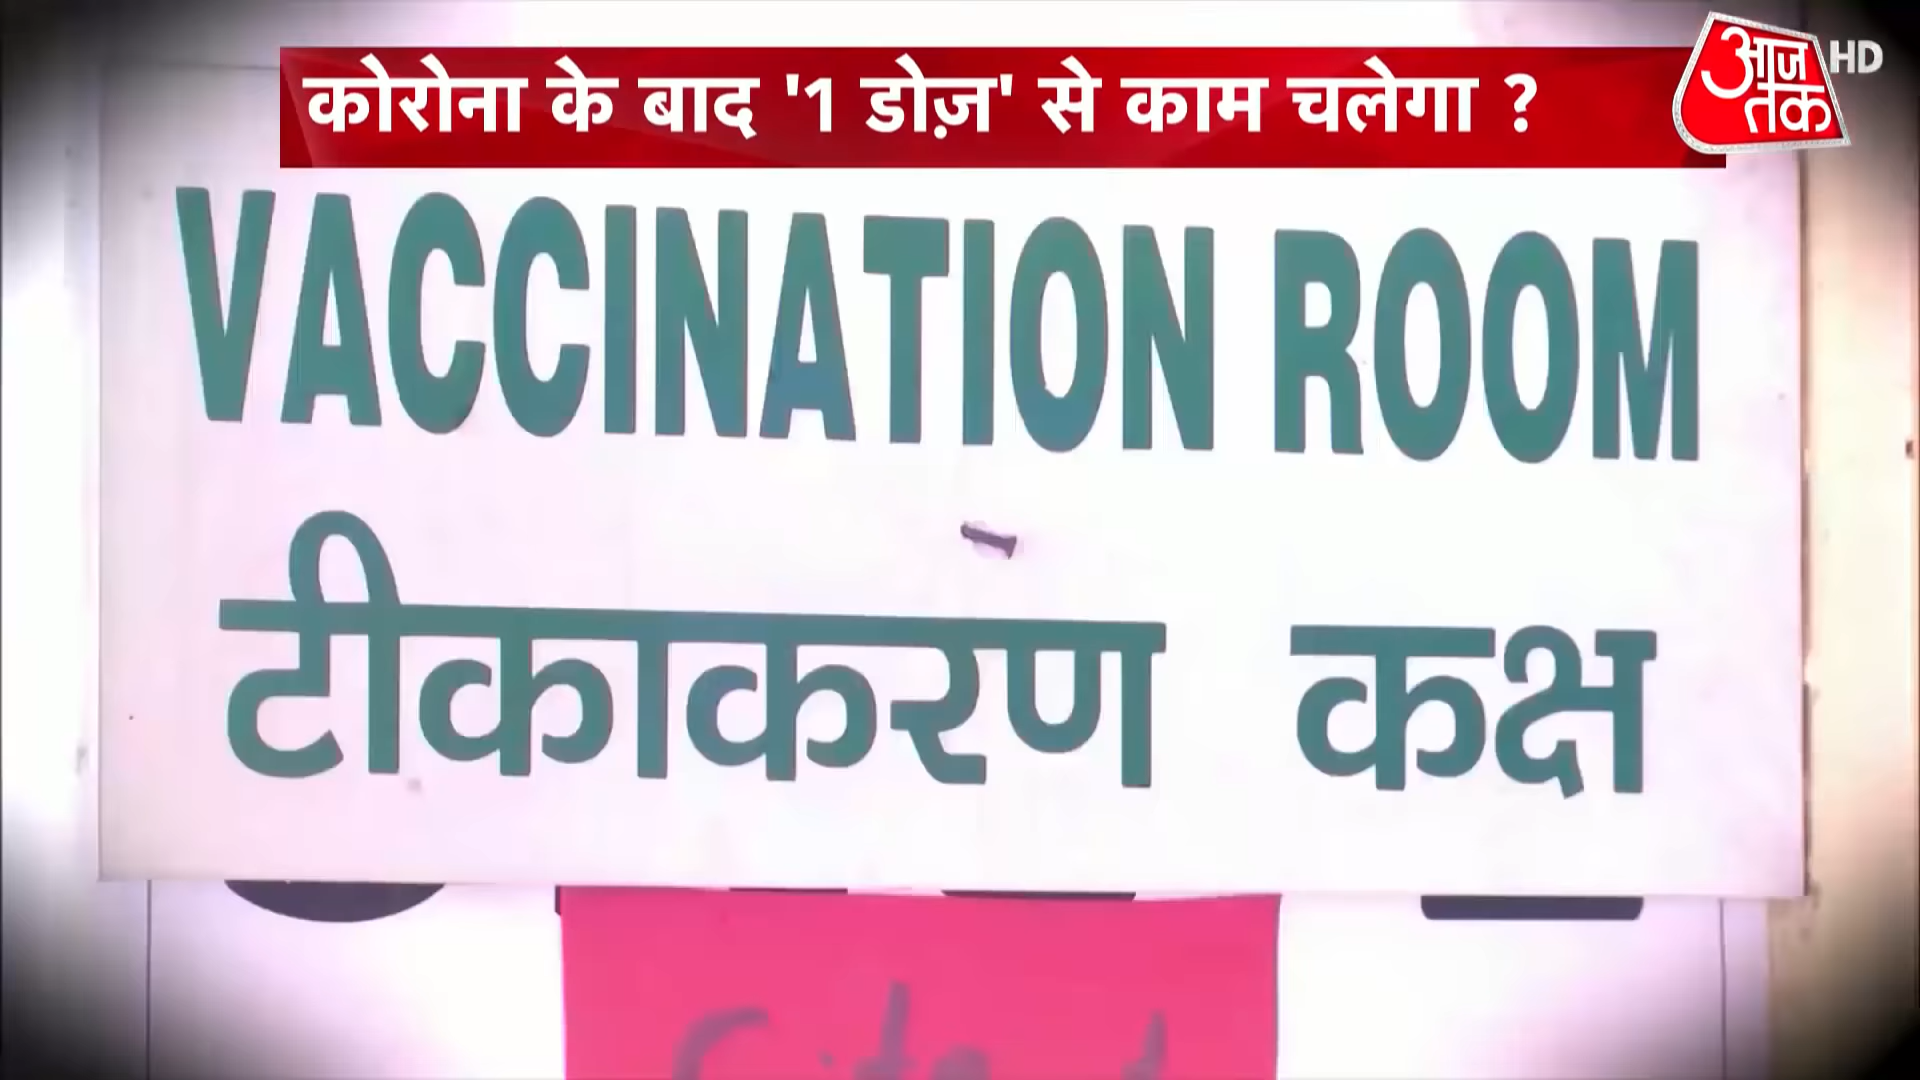 कोरोना के बाद '1 डोज़' से काम चलेगा ?
आज तक HD
VACCINATION ROOM
टीकाकरण कक्ष